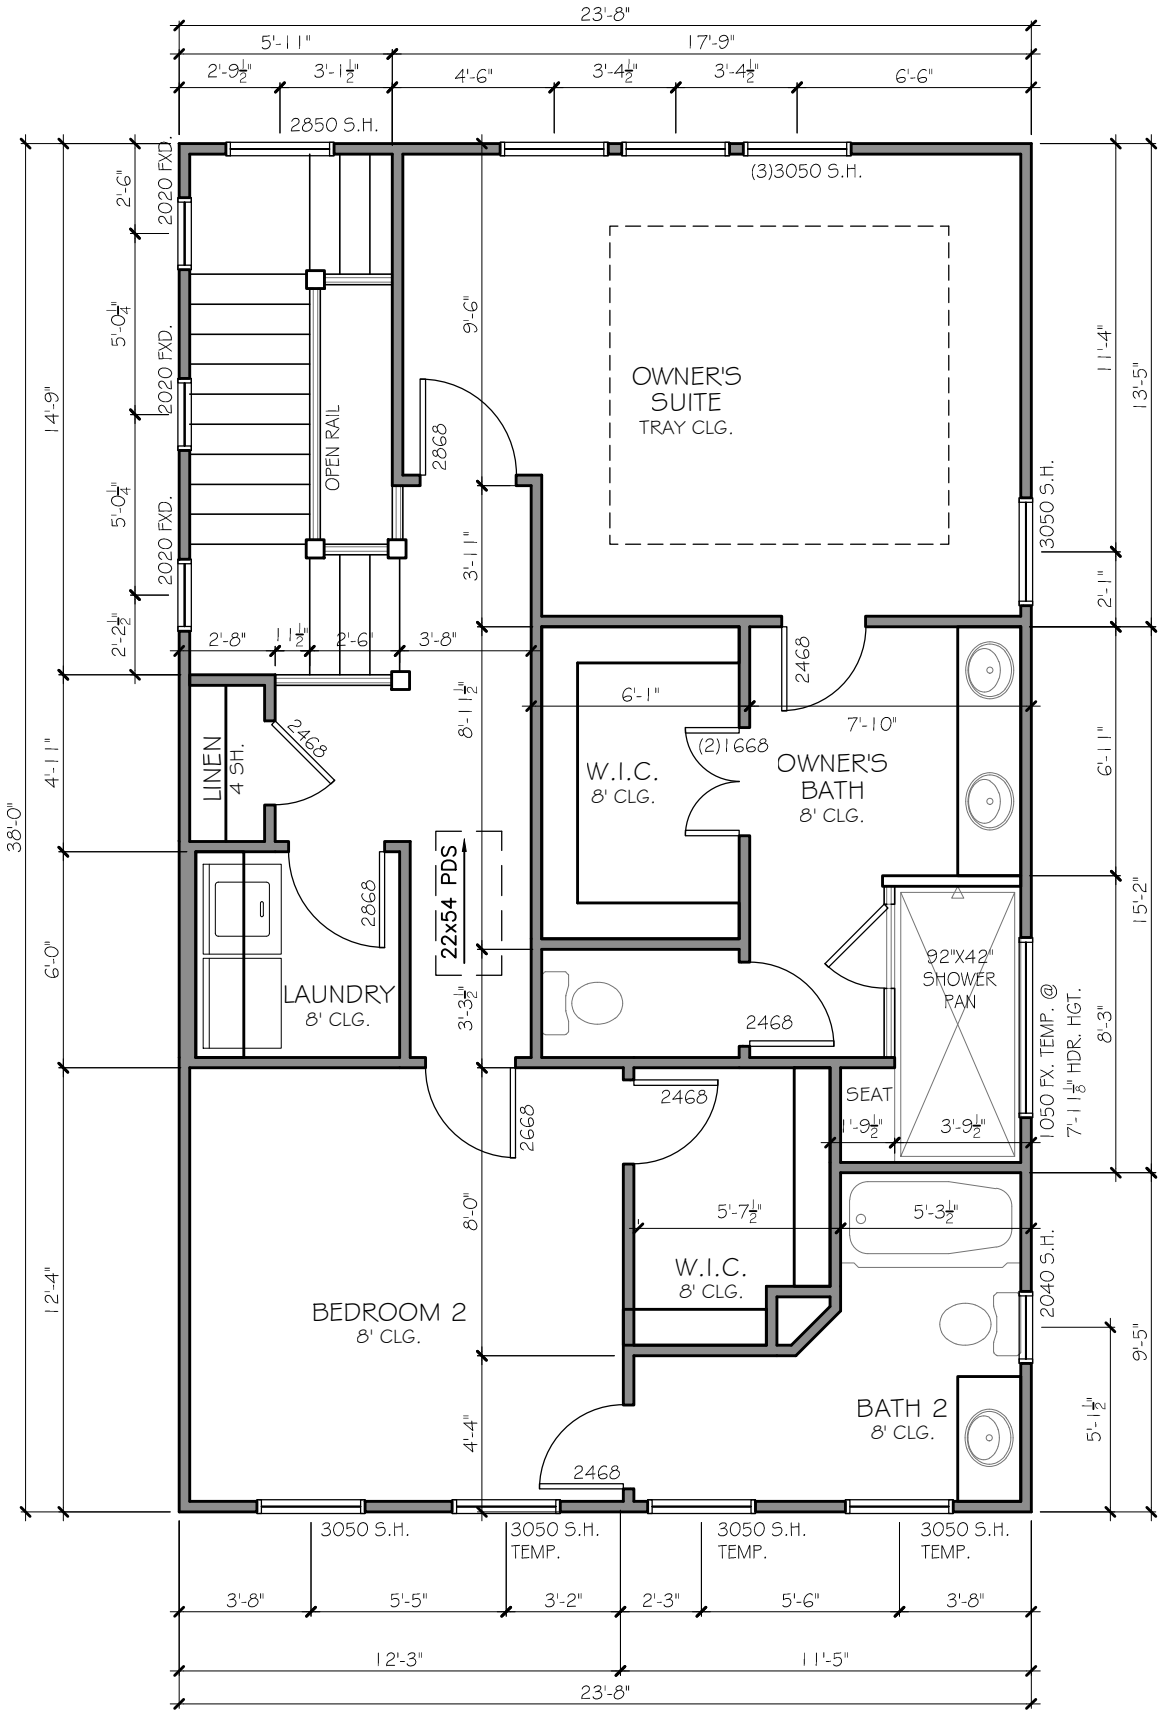 23'-8"
5'-11"
17'-9"
2'-9½"
3'-1½"
4'-6"
3'-4½"
3'-4½"
6'-6"
2850 S.H.
(3)3050 S.H.
2020 FXD.
2'-6"
5'-0¼"
2020 FXD.
5'-0¼"
2020 FXD.
2'-2½"
14'-9"
4'-11"
38'-0"
6'-0"
12'-4"
OPEN RAIL
9'-6"
2868
3'-11"
OWNER'S
SUITE
TRAY CLG.
11'-4"
13'-5"
3050 S.H.
2'-1"
2'-8"
11½"
2'-6"
3'-8"
8'-11½"
6'-1"
2468
7'-10"
(2)1668
W.I.C.
8' CLG.
OWNER'S
BATH
8' CLG.
6'-11"
15'-2"
LINEN
4 SH.
2468
22x54 PDS
2868
LAUNDRY
8' CLG.
3'-3½"
2468
92"X42"
SHOWER
PAN
1050 FX. TEMP. @
7'-11⅛" HDR. HGT.
8'-3"
SEAT
1'-9½"
3'-9½"
2668
2468
8'-0"
5'-7½"
5'-3½"
W.I.C.
8' CLG.
2040 S.H.
BEDROOM 2
8' CLG.
9'-5"
5'-1½"
BATH 2
8' CLG.
4'-4"
2468
3050 S.H.
3050 S.H.
TEMP.
3050 S.H.
TEMP.
3050 S.H.
TEMP.
3'-8"
5'-5"
3'-2"
2'-3"
5'-6"
3'-8"
12'-3"
11'-5"
23'-8"